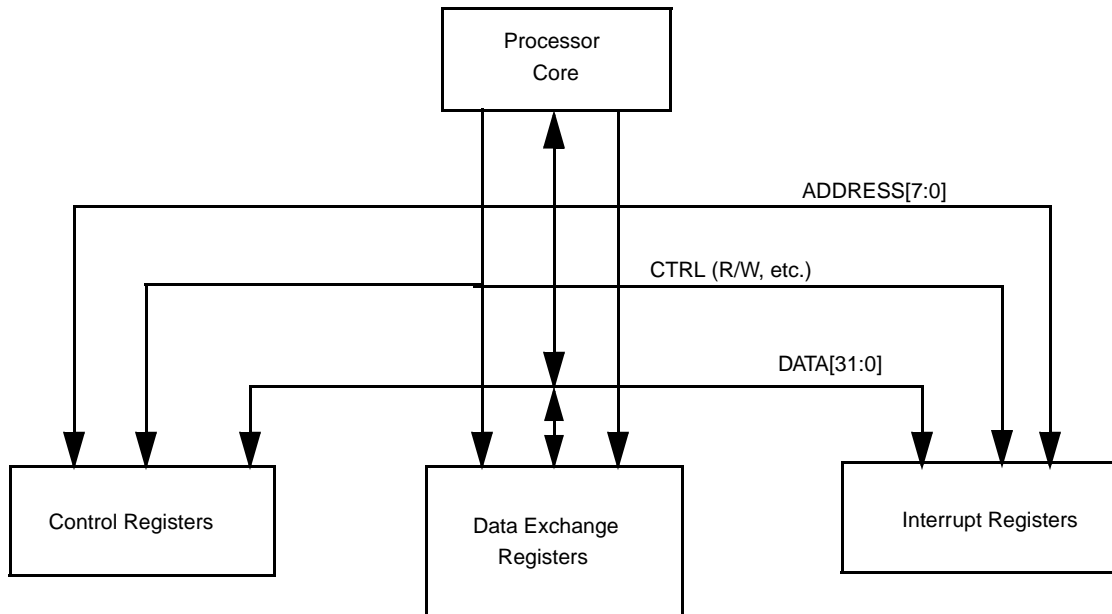 Processor
Core
ADDRESS[7:0]
CTRL (R/W, etc.)
DATA[31:0]
Control Registers
Data Exchange
Registers
Interrupt Registers